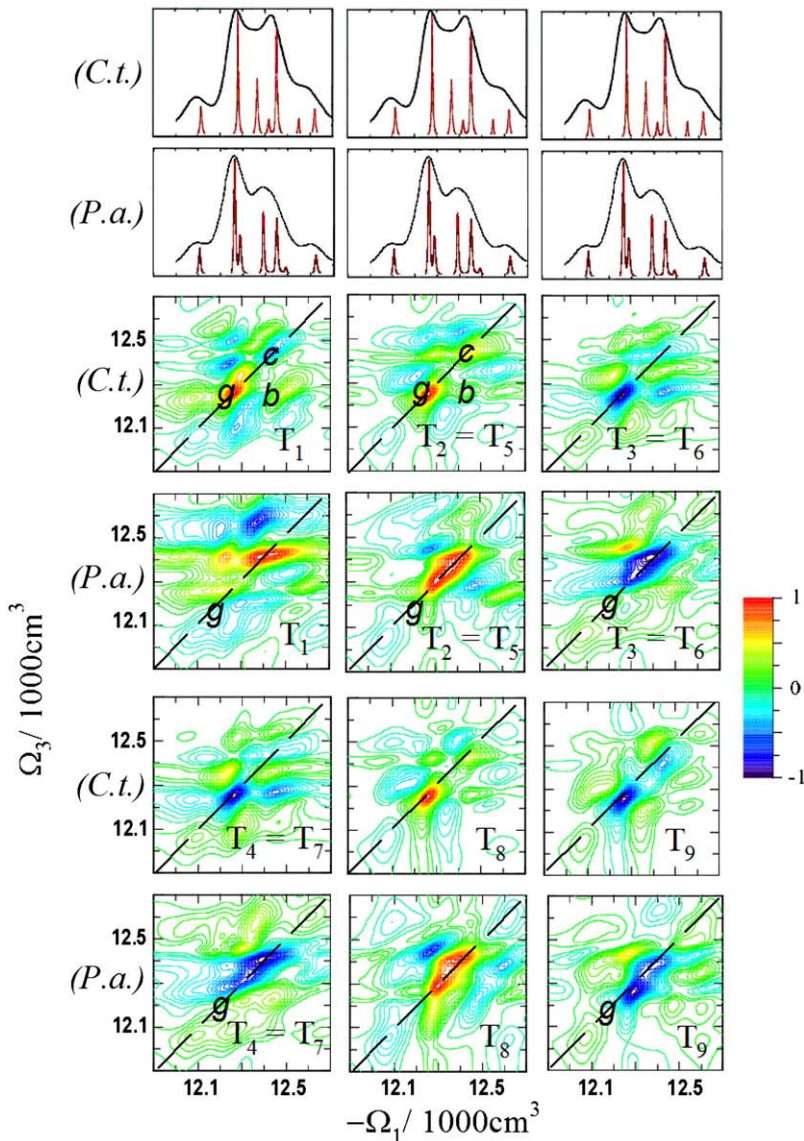 (C.t.)
(P.a.)
12.5
(C.t.)
12.1
g e b
T₁
g e b
T₂ = T₅
T₃ = T₆
12.5
(P.a.)
12.1
g
T₁
g
T₂ = T₅
g
T₃ = T₆
1
0
-1
Ω₃/ 1000cm³
12.5
(C.t.)
12.1
T₄ = T₇
T₈
T₉
12.5
(P.a.)
12.1
g
T₄ = T₇
T₈
g
T₉
12.1 12.5 12.1 12.5 12.1 12.5
−Ω₁/ 1000cm³